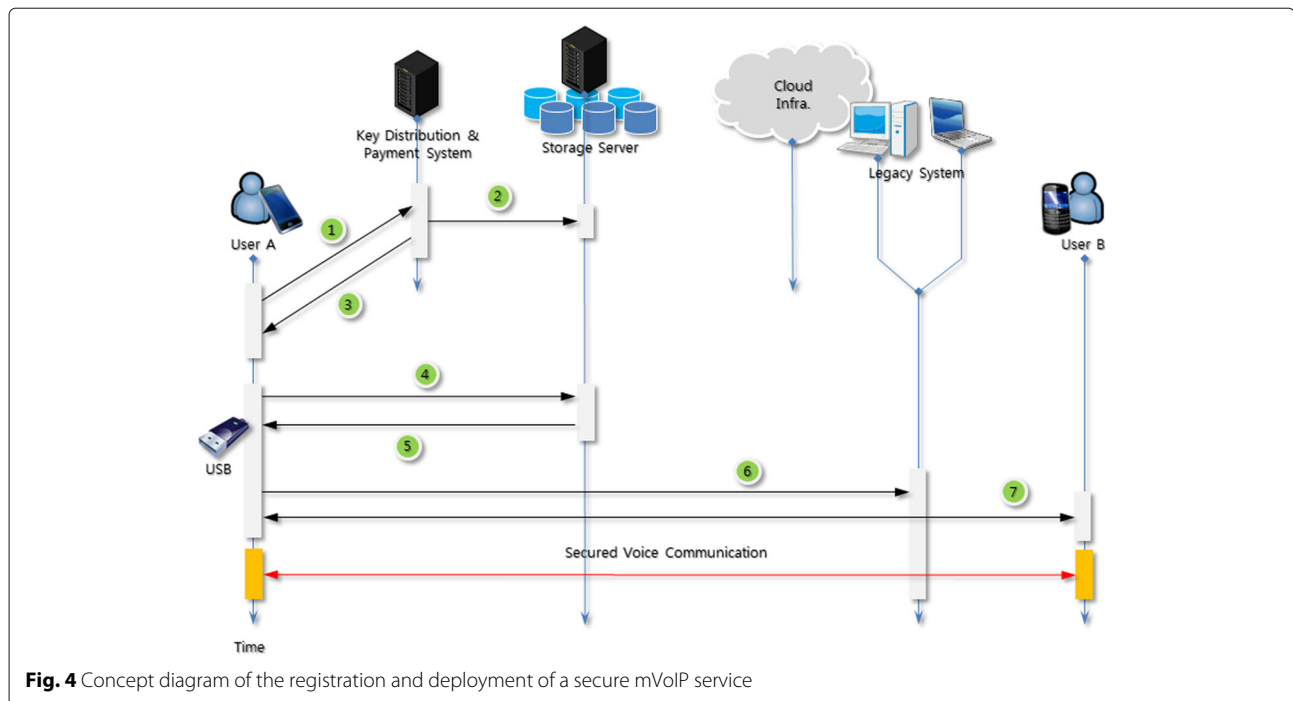 Cloud
Infra.
Key Distribution &
Payment System
Storage Server
Legacy System
User A
User B
1
2
3
4
5
USB
6
7
Secured Voice Communication
Time
Fig. 4 Concept diagram of the registration and deployment of a secure mVoIP service